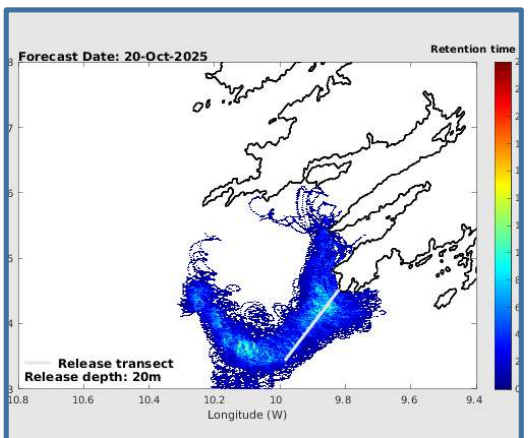 Forecast Date: 20-Oct-2025
Retention time
Release transect
Release depth: 20m
10.8 10.6 10.4 10.2 10 9.8 9.6 9.4
Longitude (W)